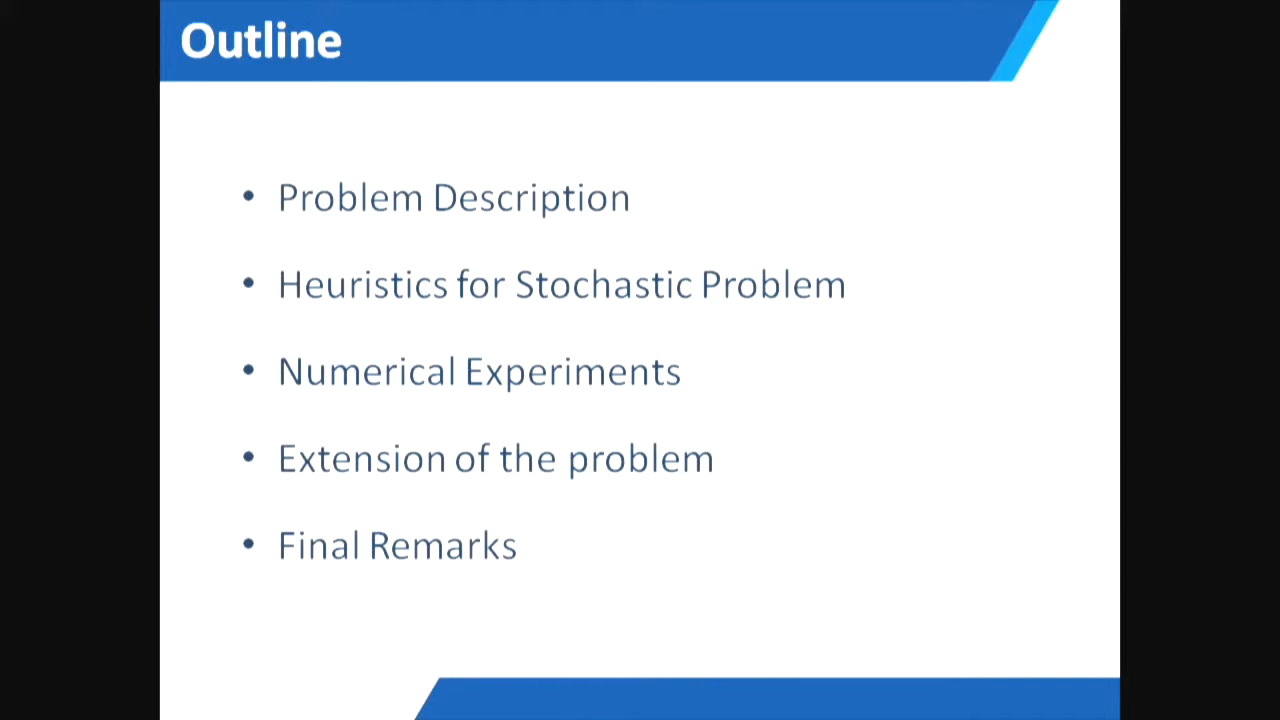 Outline
• Problem Description
• Heuristics for Stochastic Problem
• Numerical Experiments
• Extension of the problem
• Final Remarks